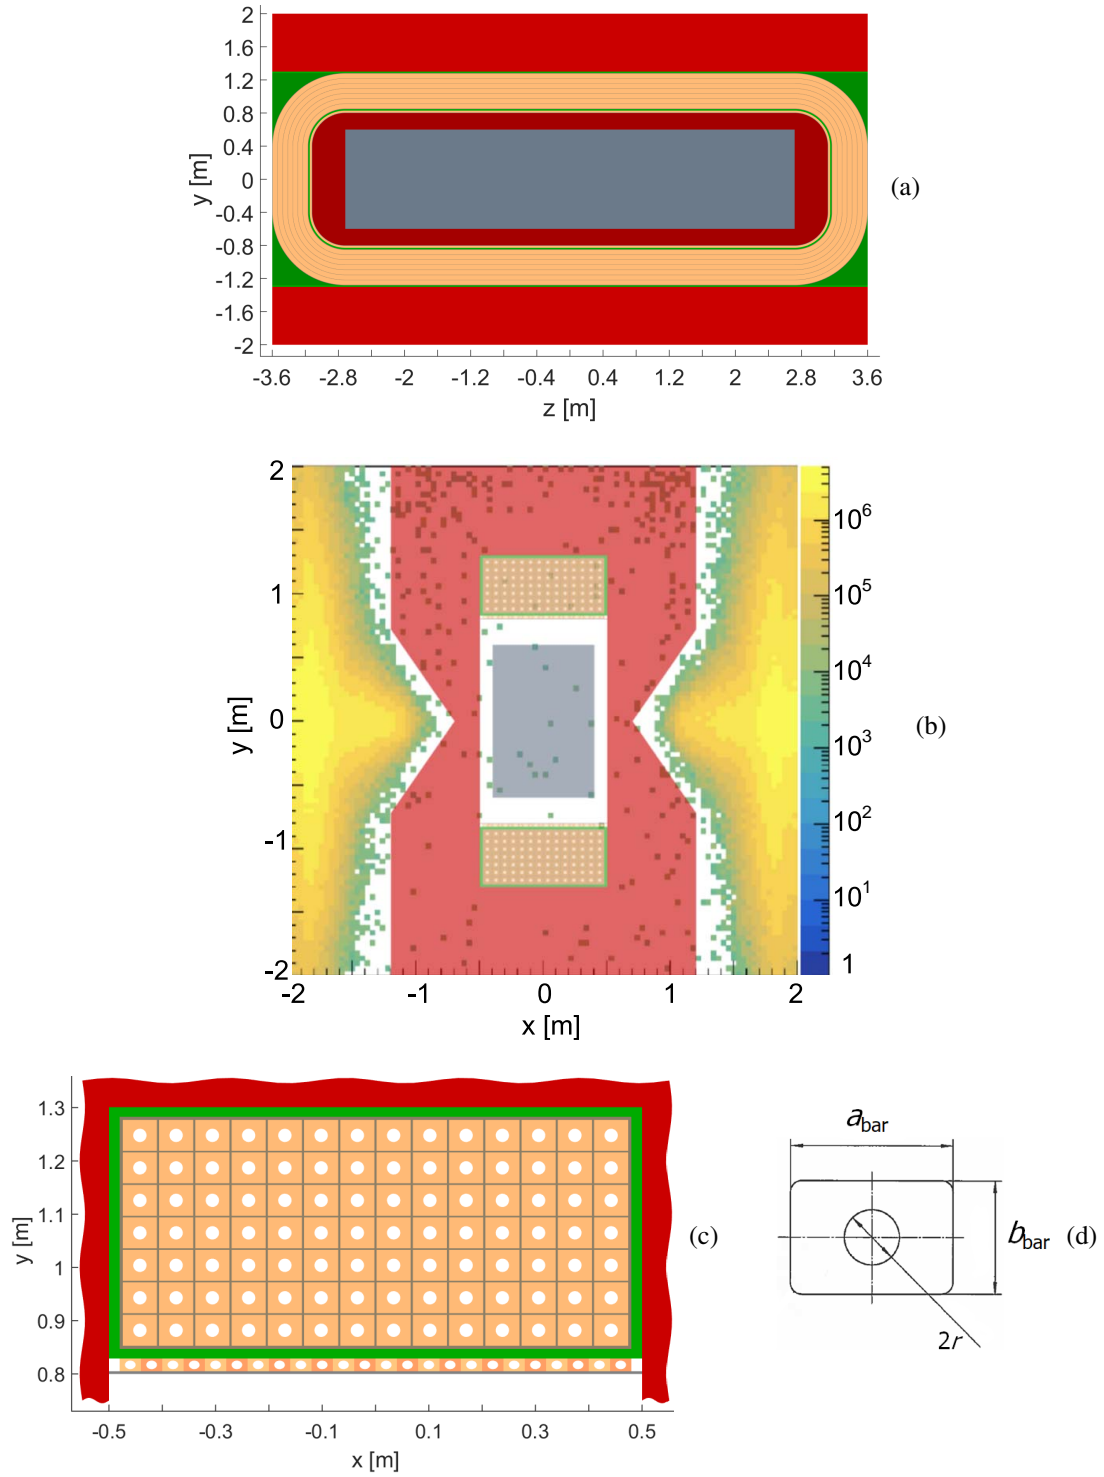 2
1.6
1.2
0.8
0.4
0
-0.4
-0.8
-1.2
-1.6
-2
y [m]
(a)
-3.6 -2.8 -2 -1.2 -0.4 0.4 1.2 2 2.8 3.6
z [m]
2
1
0
-1
-2
y [m]
10^6
10^5
10^4
10^3
10^2
10^1
1
(b)
-2 -1 0 1 2
x [m]
1.3
1.2
1.1
1
0.9
0.8
y [m]
(c)
-0.5 -0.3 -0.1 0.1 0.3 0.5
x [m]
a_bar
b_bar
(d)
2r